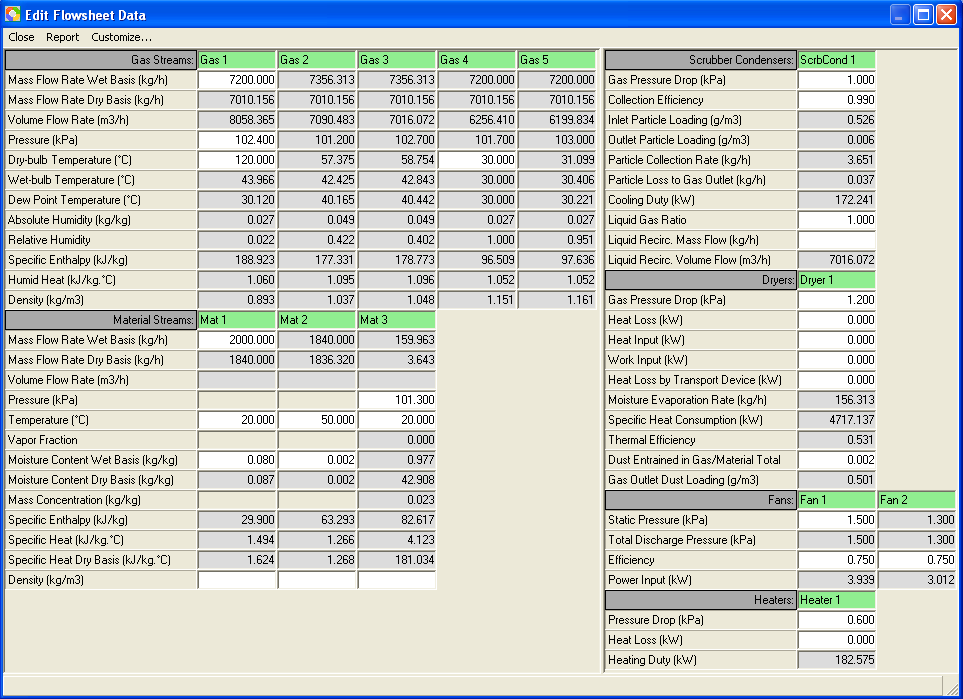 Edit Flowsheet Data
Close Report Customize...
Gas Streams: Gas 1 Gas 2 Gas 3 Gas 4 Gas 5
Mass Flow Rate Wet Basis (kg/h) 7200.000 7356.313 7356.313 7200.000 7200.000
Mass Flow Rate Dry Basis (kg/h) 7010.156 7010.156 7010.156 7010.156 7010.156
Volume Flow Rate (m3/h) 8058.365 7090.483 7016.072 6256.410 6199.834
Pressure (kPa) 102.400 101.200 102.700 101.700 103.000
Dry-bulb Temperature (°C) 120.000 57.375 58.754 30.000 31.099
Wet-bulb Temperature (°C) 43.966 42.425 42.843 30.000 30.406
Dew Point Temperature (°C) 30.120 40.165 40.442 30.000 30.221
Absolute Humidity (kg/kg) 0.027 0.049 0.049 0.027 0.027
Relative Humidity 0.022 0.422 0.402 1.000 0.951
Specific Enthalpy (kJ/kg) 188.923 177.331 178.773 96.509 97.636
Humid Heat (kJ/kg.°C) 1.060 1.095 1.096 1.052 1.052
Density (kg/m3) 0.893 1.037 1.048 1.151 1.161
Material Streams: Mat 1 Mat 2 Mat 3
Mass Flow Rate Wet Basis (kg/h) 2000.000 1840.000 159.963
Mass Flow Rate Dry Basis (kg/h) 1840.000 1836.320 3.643
Volume Flow Rate (m3/h)
Pressure (kPa) 101.300
Temperature (°C) 20.000 50.000 20.000
Vapor Fraction 0.000
Moisture Content Wet Basis (kg/kg) 0.080 0.002 0.977
Moisture Content Dry Basis (kg/kg) 0.087 0.002 42.908
Mass Concentration (kg/kg) 0.023
Specific Enthalpy (kJ/kg) 29.900 63.293 82.617
Specific Heat (kJ/kg.°C) 1.494 1.266 4.123
Specific Heat Dry Basis (kJ/kg.°C) 1.624 1.268 181.034
Density (kg/m3)
Scrubber Condensers: ScrbCond 1
Gas Pressure Drop (kPa) 1.000
Collection Efficiency 0.990
Inlet Particle Loading (g/m3) 0.526
Outlet Particle Loading (g/m3) 0.006
Particle Collection Rate (kg/h) 3.651
Particle Loss to Gas Outlet (kg/h) 0.037
Cooling Duty (kW) 172.241
Liquid Gas Ratio 1.000
Liquid Recirc. Mass Flow (kg/h)
Liquid Recirc. Volume Flow (m3/h) 7016.072
Dryers: Dryer 1
Gas Pressure Drop (kPa) 1.200
Heat Loss (kW) 0.000
Heat Input (kW) 0.000
Work Input (kW) 0.000
Heat Loss by Transport Device (kW) 0.000
Moisture Evaporation Rate (kg/h) 156.313
Specific Heat Consumption (kW) 4717.137
Thermal Efficiency 0.531
Dust Entrained in Gas/Material Total 0.002
Gas Outlet Dust Loading (g/m3) 0.501
Fans: Fan 1 Fan 2
Static Pressure (kPa) 1.500 1.300
Total Discharge Pressure (kPa) 1.500 1.300
Efficiency 0.750 0.750
Power Input (kW) 3.939 3.012
Heaters: Heater 1
Pressure Drop (kPa) 0.600
Heat Loss (kW) 0.000
Heating Duty (kW) 182.575